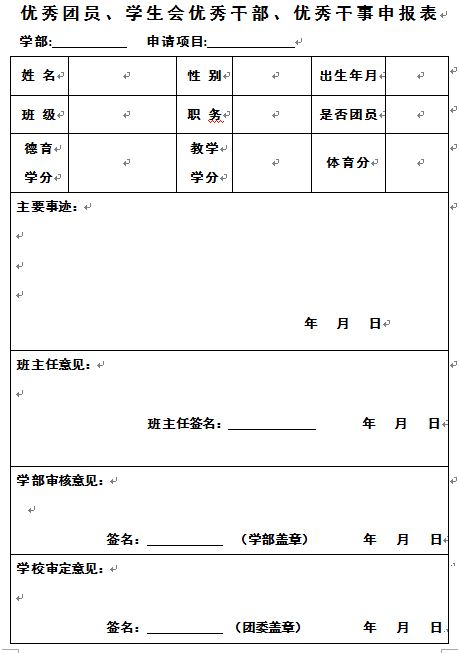 优秀团员、学生会优秀干部、优秀干事申报表
学部:__________ 申请项目:____________
姓 名 性 别 出生年月
班 级 职 务 是否团员
德育 教学 体育分
学分 学分
主要事迹：
年 月 日
班主任意见：
班主任签名：____________ 年 月 日
学部审核意见：
签名：__________ （学部盖章） 年 月 日
学校审定意见：
签名：__________ （团委盖章） 年 月 日